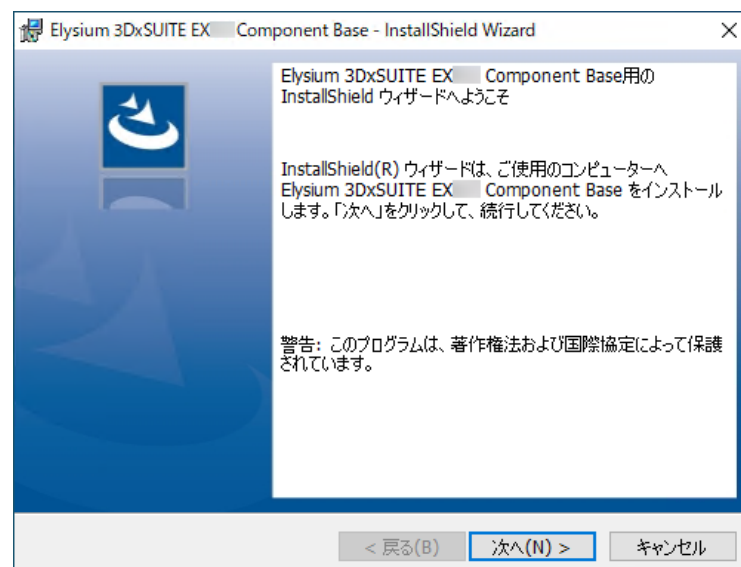 Elysium 3DxSUITE EX Component Base - InstallShield Wizard
Elysium 3DxSUITE EX Component Base用の
InstallShield ウィザードへようこそ
InstallShield(R) ウィザードは、ご使用のコンピューターへ
Elysium 3DxSUITE EX Component Base をインストール
します。「次へ」をクリックして、続行してください。
警告: このプログラムは、著作権法および国際協定によって保護
されています。
< 戻る(B) 次へ(N) > キャンセル